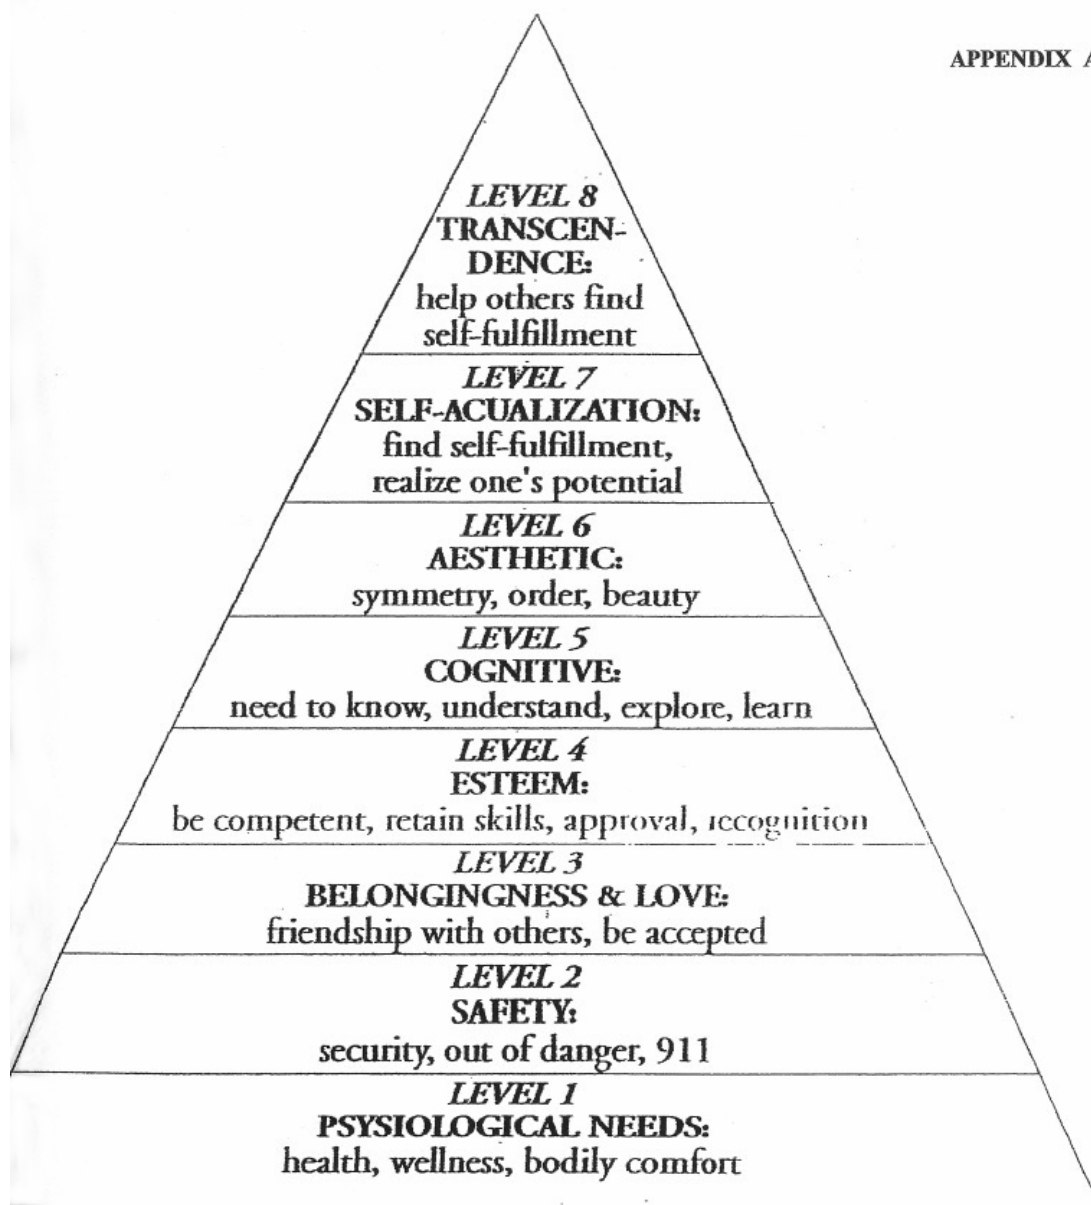 APPENDIX A
LEVEL 8
TRANSCEN-
DENCE:
help others find
self-fulfillment
LEVEL 7
SELF-ACUALIZATION:
find self-fulfillment,
realize one's potential
LEVEL 6
AESTHETIC:
symmetry, order, beauty
LEVEL 5
COGNITIVE:
need to know, understand, explore, learn
LEVEL 4
ESTEEM:
be competent, retain skills, approval, recognition
LEVEL 3
BELONGINGNESS & LOVE:
friendship with others, be accepted
LEVEL 2
SAFETY:
security, out of danger, 911
LEVEL 1
PSYSIOLOGICAL NEEDS:
health, wellness, bodily comfort